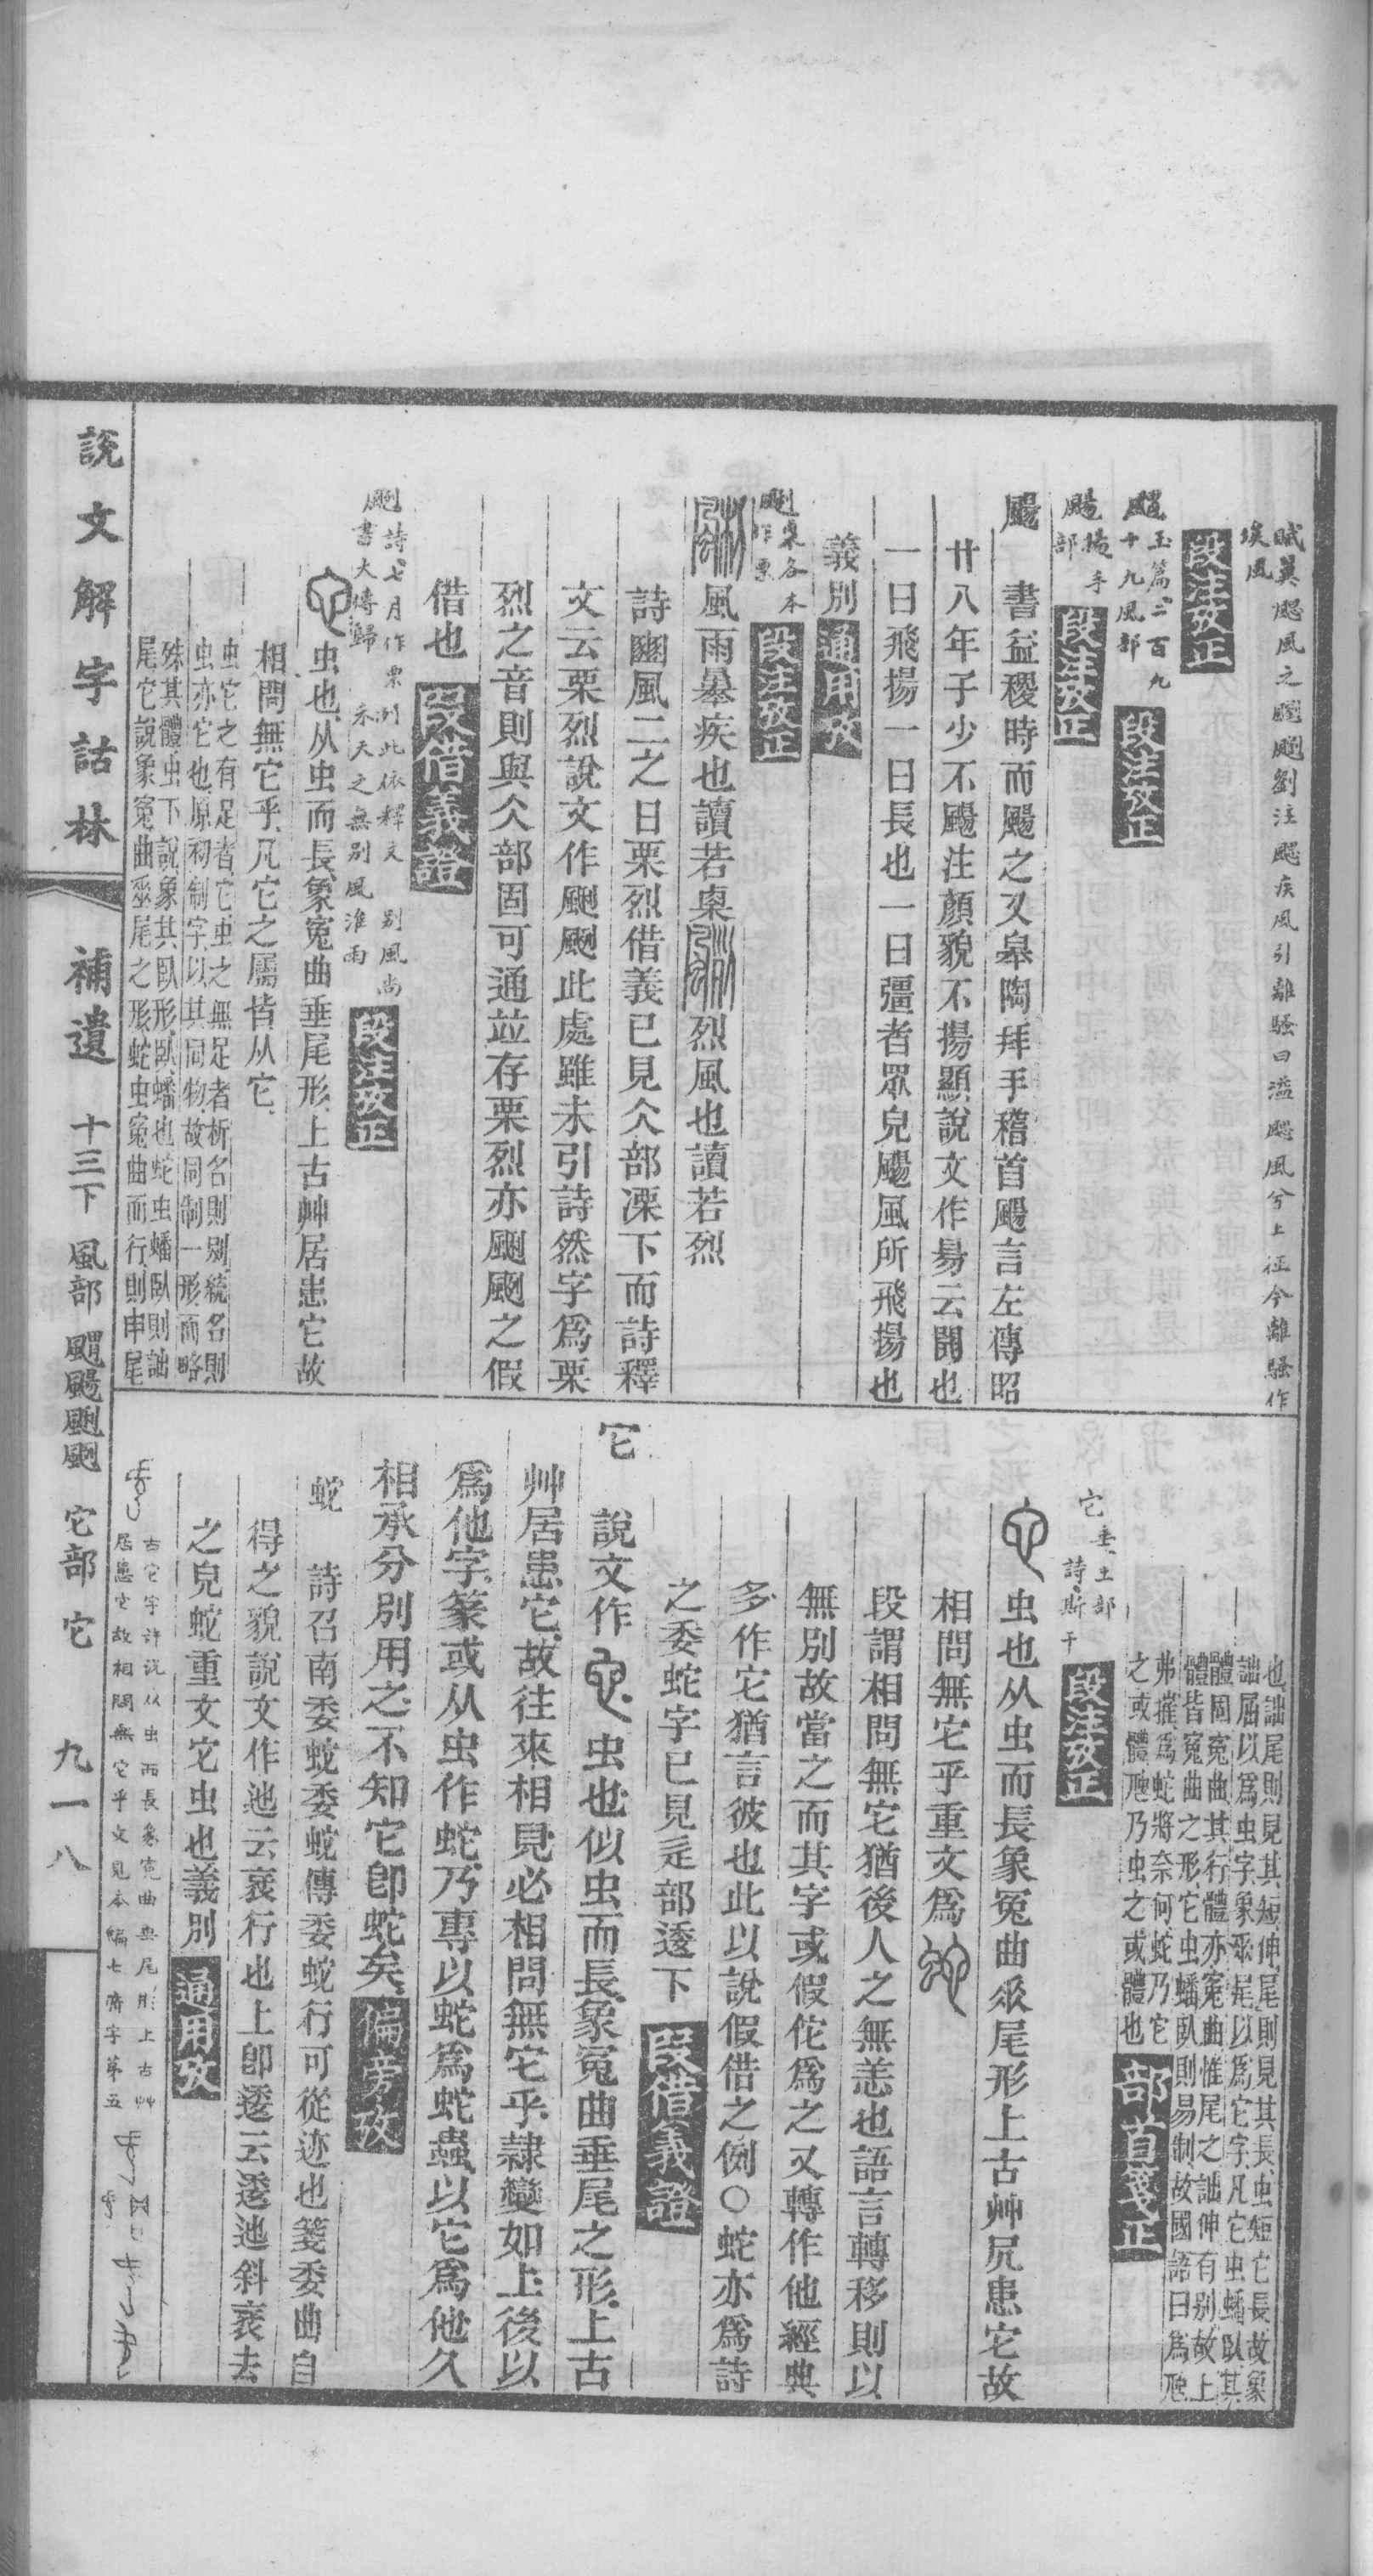 賦翼颸風之颲颲劉注颸疾風引離騷曰溘颸風兮上征今離騷作
埃風
段注攷正
玉篇二百九
十九風部
段注攷正
颺
揚手
部
段注攷正
颺 書益稷時而颺之又皋陶拜手稽首颺言左傳昭
廿八年子少不颺注顏貌不揚顯說文作昜云開也
一曰飛揚一曰長也一曰彊者眾皃颺風所飛揚也
義別
通用攷
颲
各本
作
段注攷正
風雨暴疾也讀若㮚
烈風也讀若烈
詩豳風二之日栗烈借義已見仌部凓下而詩釋
文云栗烈說文作颲此處雖未引詩然字爲栗
烈之音則與仌部固可通並存栗烈亦颲之假
借也
段借義證
詩七月作栗冽此依釋文
別風尚
書大傳歸禾天之無別風淮雨
段注攷正
虫也从虫而長象冤曲垂尾形上古艸居患它故
相問無它乎凡它之屬皆从它
虫它之有足者它虫之無足者析名則別統名則
虫亦它也原初制字以其同物故同制一形而略
殊其體虫下說象其臥形臥蟠也蛇虫蟠臥則詘
尾它說象冤曲垂尾之形蛇虫冤曲而行則申尾
也詘尾則見其短伸尾則見其長虫短它長故象
詘屈以爲虫字象垂尾以爲它字凡它虫蟠臥其
體固冤曲其行體亦冤曲惟尾之詘伸有別故上
體皆冤曲之形它虫蟠臥則易制故國語曰爲虺
弗摧爲蛇將奈何蛇乃它
之或體虺乃虫之或體也
部首箋正
它
垂土部
詩斯干
段注攷正
虫也从虫而長象冤曲𠂹尾形上古艸凥患它故
相問無它乎重文爲
段謂相問無它猶後人之無恙也語言轉移則以
無別故當之而其字或假佗爲之又轉作他經典
多作它猶言彼也此以說假借之例○蛇亦爲詩
之委蛇字已見辵部逶下
段借義證
它 說文作
虫也似虫而長象冤曲垂尾之形上古
艸居患它故往來相見必相問無它乎隷變如上後以
爲他字篆或从虫作蛇乃專以蛇爲蛇蟲以它爲他久
相承分別用之不知它卽蛇矣
偏旁攷
蛇 詩召南委蛇委蛇傳委蛇行可從迹也箋委曲自
得之貌說文作迆云衺行也上卽逶云逶迆斜衺去
之皃蛇重文它虫也義別
通用攷
古它字許說从虫而長象冤曲垂尾形上古艸
居患它故相問無它乎文見本編七齋字第五
說文解字詁林
補遺
十三下
風部
颺颲
它部
它
九一八